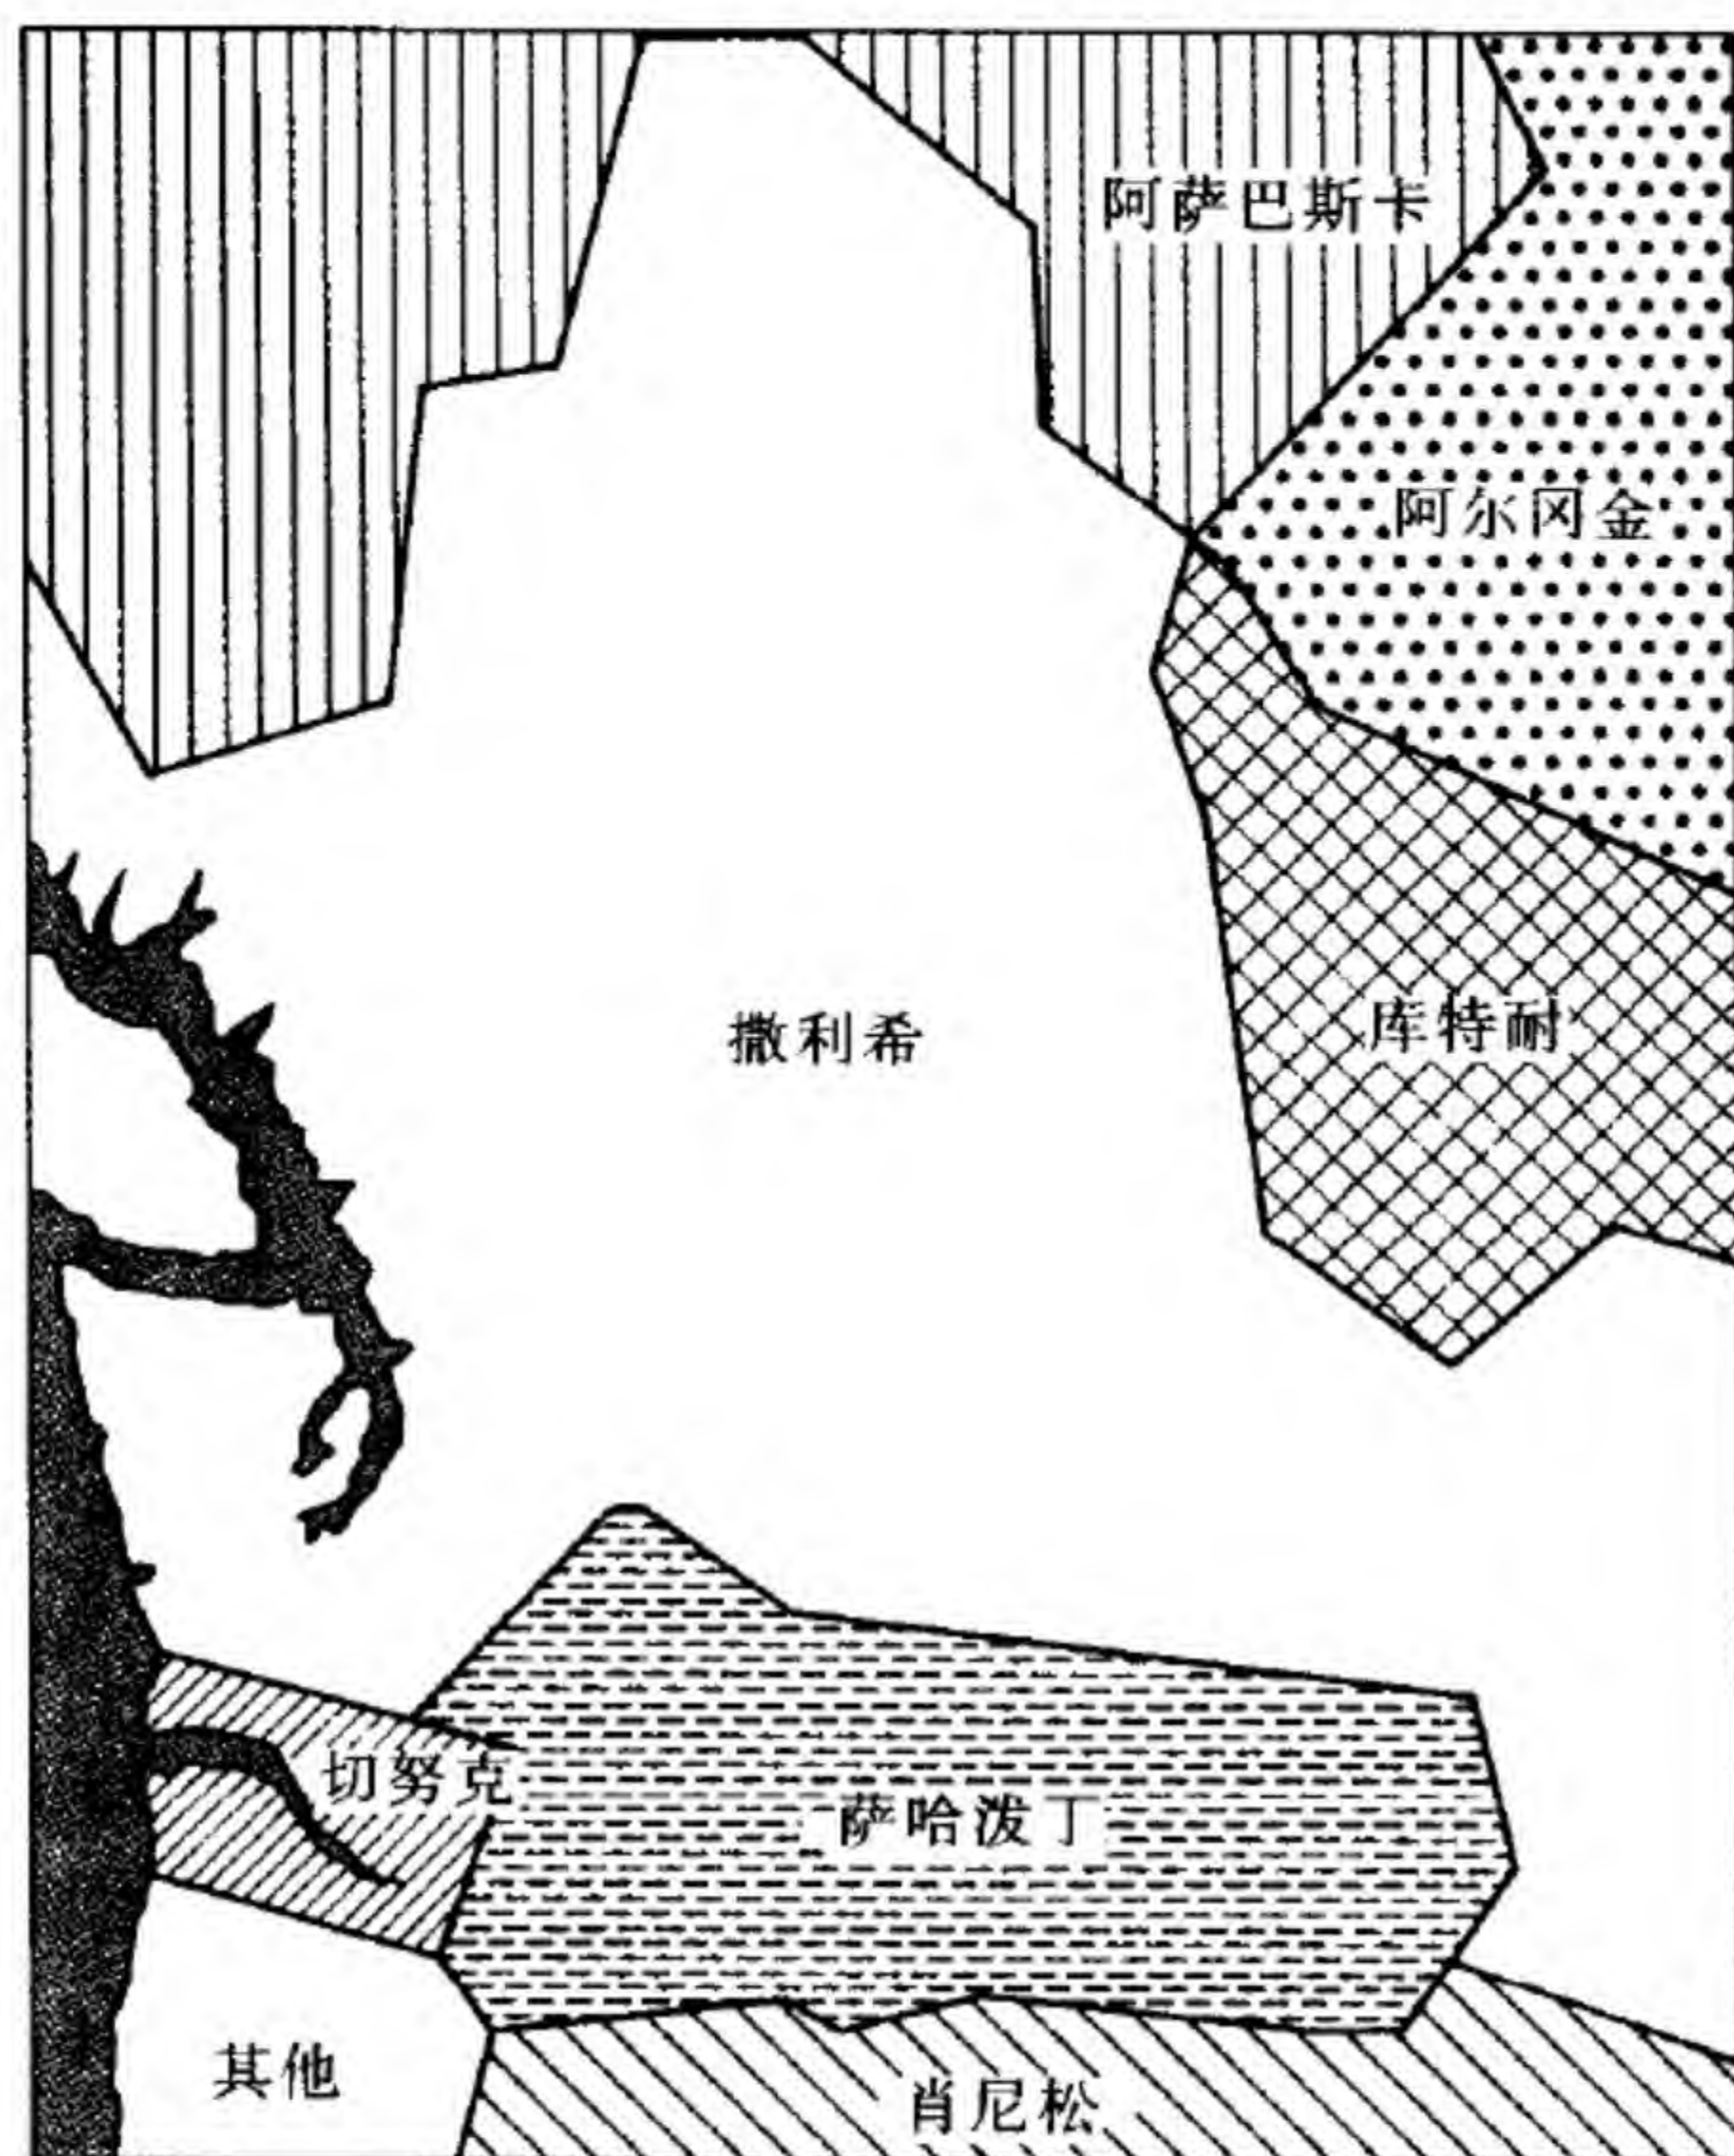 阿萨巴斯卡
阿尔冈金
库特耐
撒利希
切努克
萨哈泼丁
其他
肖尼松